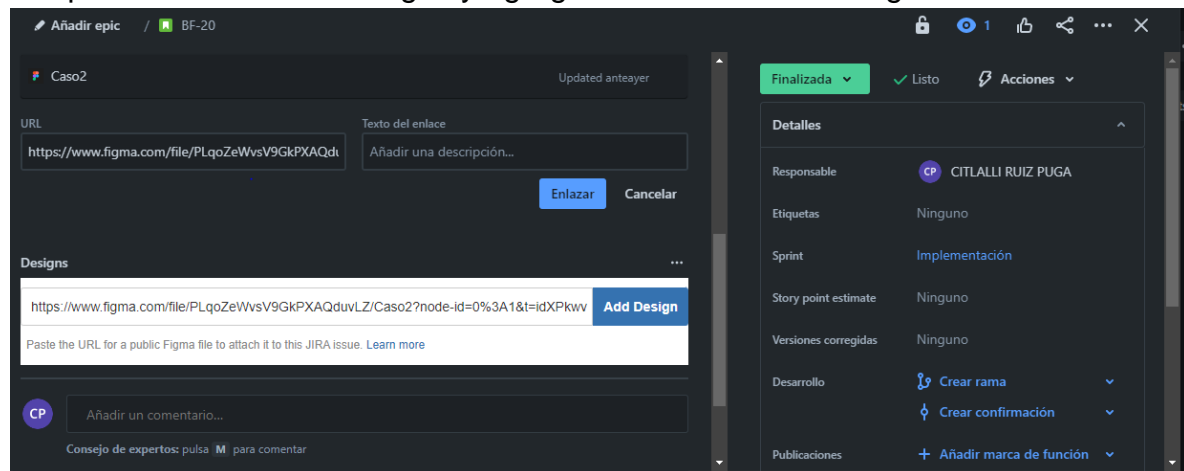 Añadir epic / BF-20
1
Caso2
Updated anteayer
URL
Texto del enlace
https://www.figma.com/file/PLqoZeWvsV9GkPXAQdu
Añadir una descripción...
Enlazar
Cancelar
Designs
https://www.figma.com/file/PLqoZeWvsV9GkPXAQduvLZ/Caso2?node-id=0%3A1&t=idXPkwv
Add Design
Paste the URL for a public Figma file to attach it to this JIRA issue. Learn more
CP
Añadir un comentario...
Consejo de expertos: pulsa M para comentar
Finalizada
Listo
Acciones
Detalles
Responsable
CP CITLALLI RUIZ PUGA
Etiquetas
Ninguno
Sprint
Implementación
Story point estimate
Ninguno
Versiones corregidas
Ninguno
Desarrollo
Crear rama
Crear confirmación
Publicaciones
Añadir marca de función